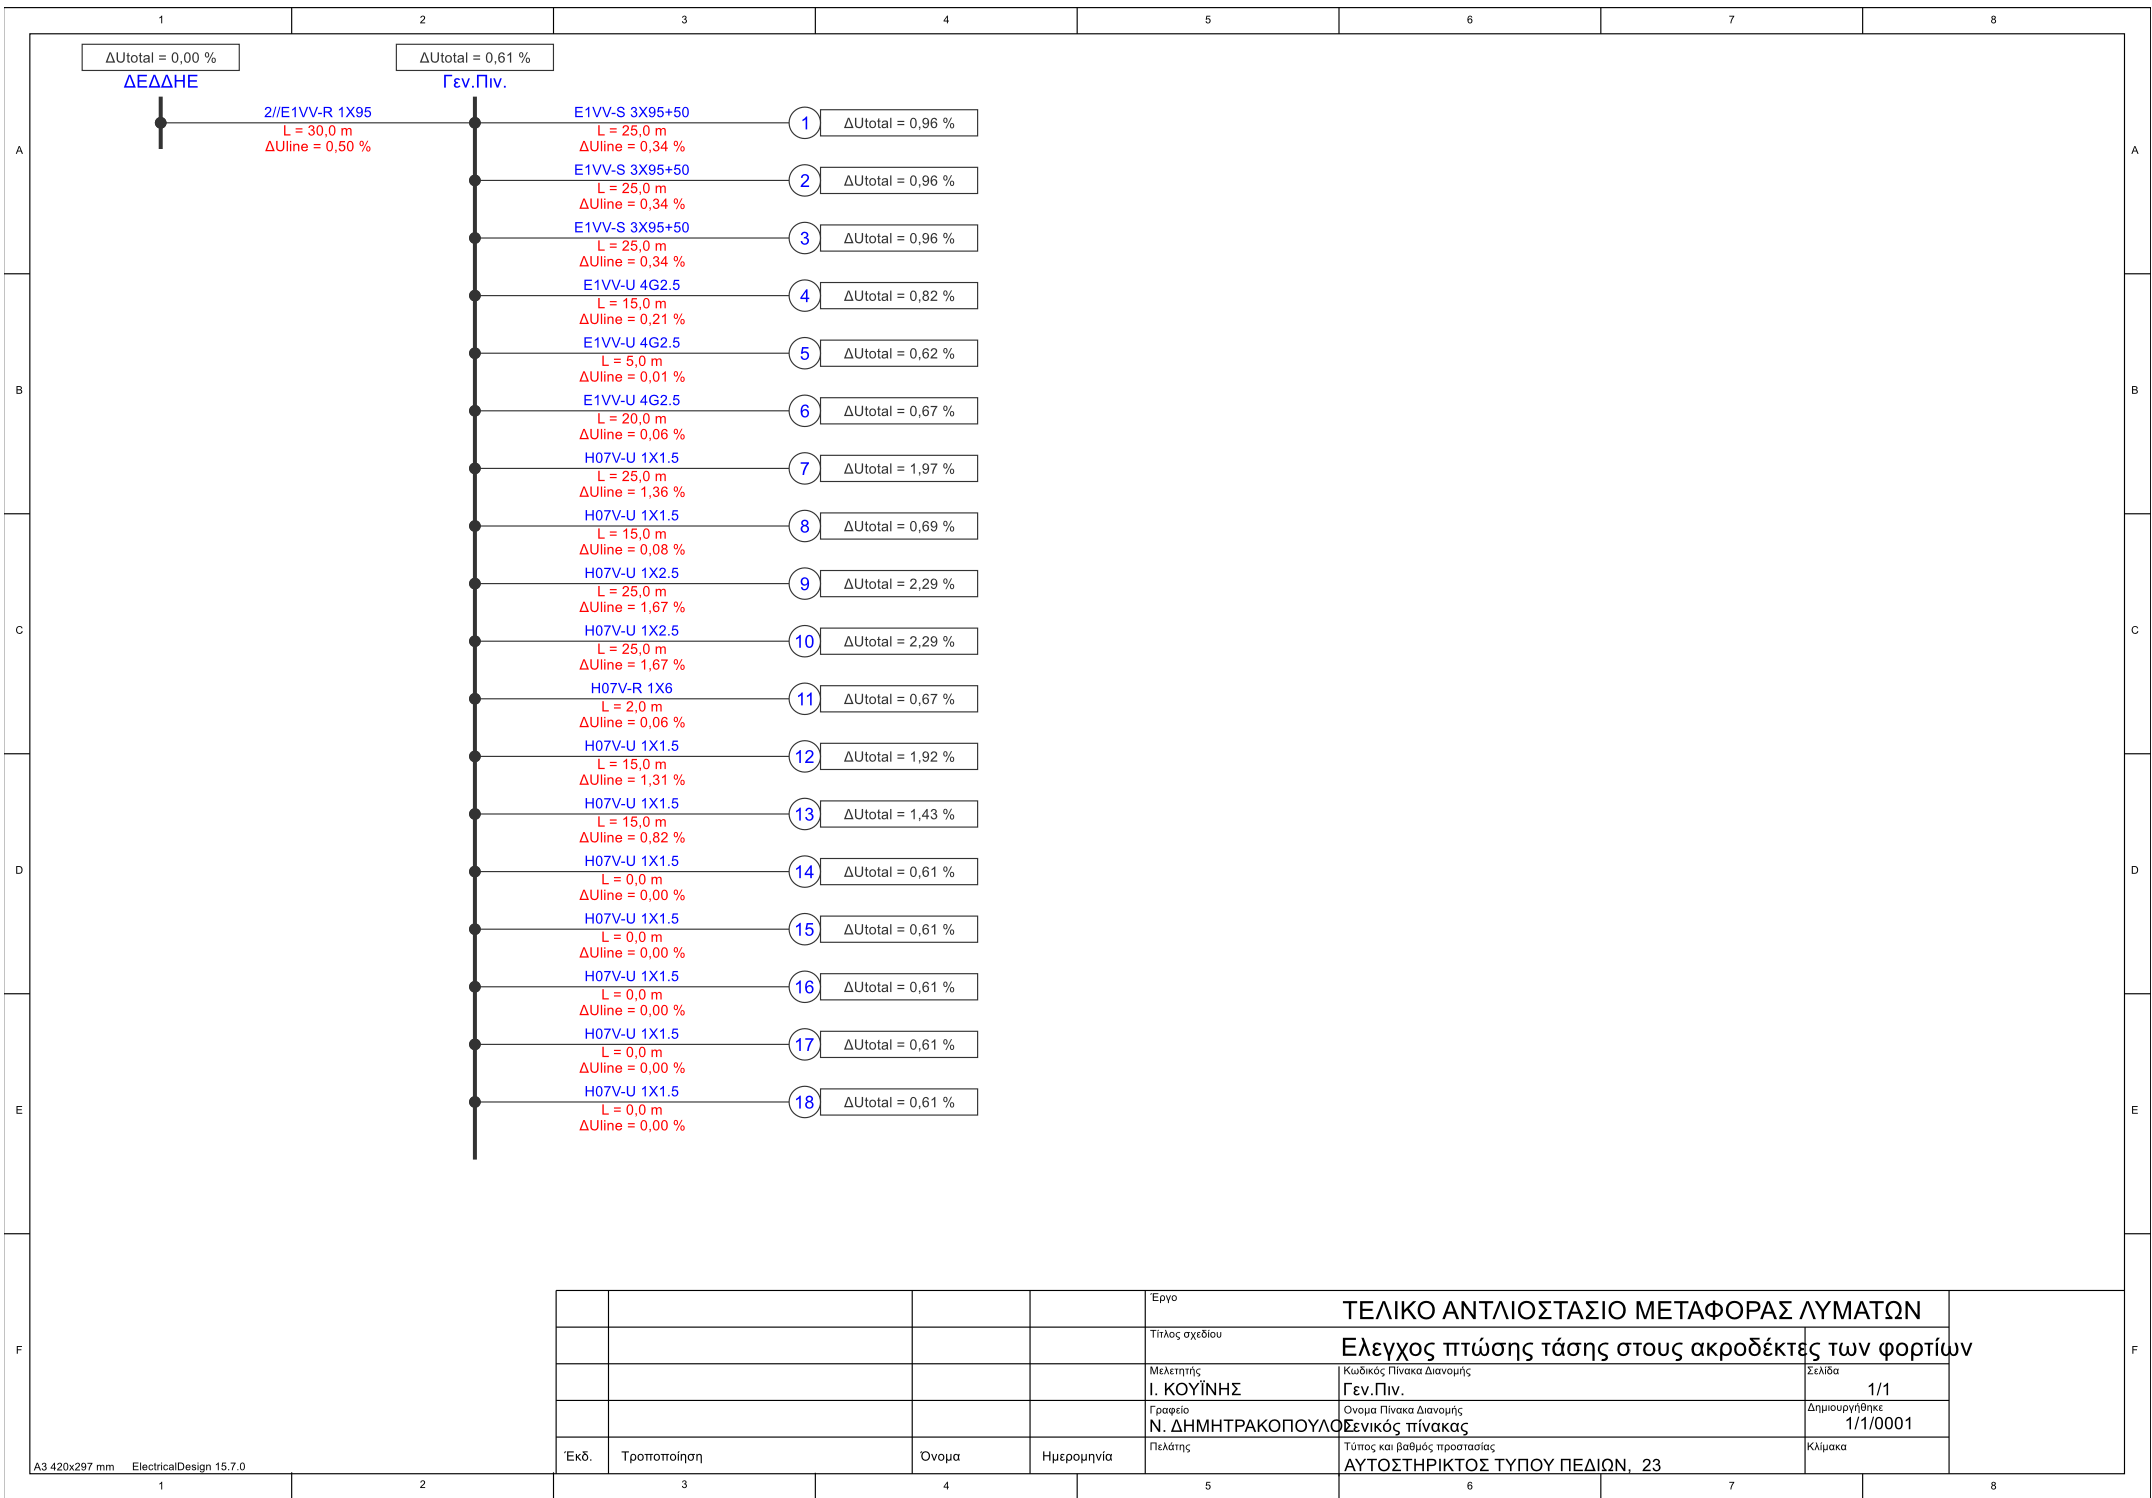 1 2 3 4 5 6 7 8
ΔUtotal = 0,00 %
ΔΕΔΔΗΕ
ΔUtotal = 0,61 %
Γεν.Πιν.
2//E1VV-R 1X95
L = 30,0 m
ΔUline = 0,50 %
E1VV-S 3X95+50
L = 25,0 m
ΔUline = 0,34 %
1
ΔUtotal = 0,96 %
E1VV-S 3X95+50
L = 25,0 m
ΔUline = 0,34 %
2
ΔUtotal = 0,96 %
E1VV-S 3X95+50
L = 25,0 m
ΔUline = 0,34 %
3
ΔUtotal = 0,96 %
E1VV-U 4G2.5
L = 15,0 m
ΔUline = 0,21 %
4
ΔUtotal = 0,82 %
E1VV-U 4G2.5
L = 5,0 m
ΔUline = 0,01 %
5
ΔUtotal = 0,62 %
E1VV-U 4G2.5
L = 20,0 m
ΔUline = 0,06 %
6
ΔUtotal = 0,67 %
H07V-U 1X1.5
L = 25,0 m
ΔUline = 1,36 %
7
ΔUtotal = 1,97 %
H07V-U 1X1.5
L = 15,0 m
ΔUline = 0,08 %
8
ΔUtotal = 0,69 %
H07V-U 1X2.5
L = 25,0 m
ΔUline = 1,67 %
9
ΔUtotal = 2,29 %
H07V-U 1X2.5
L = 25,0 m
ΔUline = 1,67 %
10
ΔUtotal = 2,29 %
H07V-R 1X6
L = 2,0 m
ΔUline = 0,06 %
11
ΔUtotal = 0,67 %
H07V-U 1X1.5
L = 15,0 m
ΔUline = 1,31 %
12
ΔUtotal = 1,92 %
H07V-U 1X1.5
L = 15,0 m
ΔUline = 0,82 %
13
ΔUtotal = 1,43 %
H07V-U 1X1.5
L = 0,0 m
ΔUline = 0,00 %
14
ΔUtotal = 0,61 %
H07V-U 1X1.5
L = 0,0 m
ΔUline = 0,00 %
15
ΔUtotal = 0,61 %
H07V-U 1X1.5
L = 0,0 m
ΔUline = 0,00 %
16
ΔUtotal = 0,61 %
H07V-U 1X1.5
L = 0,0 m
ΔUline = 0,00 %
17
ΔUtotal = 0,61 %
H07V-U 1X1.5
L = 0,0 m
ΔUline = 0,00 %
18
ΔUtotal = 0,61 %
A A
B B
C C
D D
E E
F F
Έργο
ΤΕΛΙΚΟ ΑΝΤΛΙΟΣΤΑΣΙΟ ΜΕΤΑΦΟΡΑΣ ΛΥΜΑΤΩΝ
Τίτλος σχεδίου
Ελεγχος πτώσης τάσης στους ακροδέκτες των φορτίων
Μελετητής
Ι. ΚΟΥΪΝΗΣ
Κωδικός Πίνακα Διανομής
Γεν.Πιν.
Σελίδα
1/1
Γραφείο
Ν. ΔΗΜΗΤΡΑΚΟΠΟΥΛΟΣ
Ονομα Πίνακα Διανομής
Γενικός πίνακας
Δημιουργήθηκε
1/1/0001
Έκδ. Τροποποίηση Όνομα Ημερομηνία
Πελάτης
Τύπος και βαθμός προστασίας
ΑΥΤΟΣΤΗΡΙΚΤΟΣ ΤΥΠΟΥ ΠΕΔΙΩΝ, 23
Κλίμακα
A3 420x297 mm ElectricalDesign 15.7.0
1 2 3 4 5 6 7 8